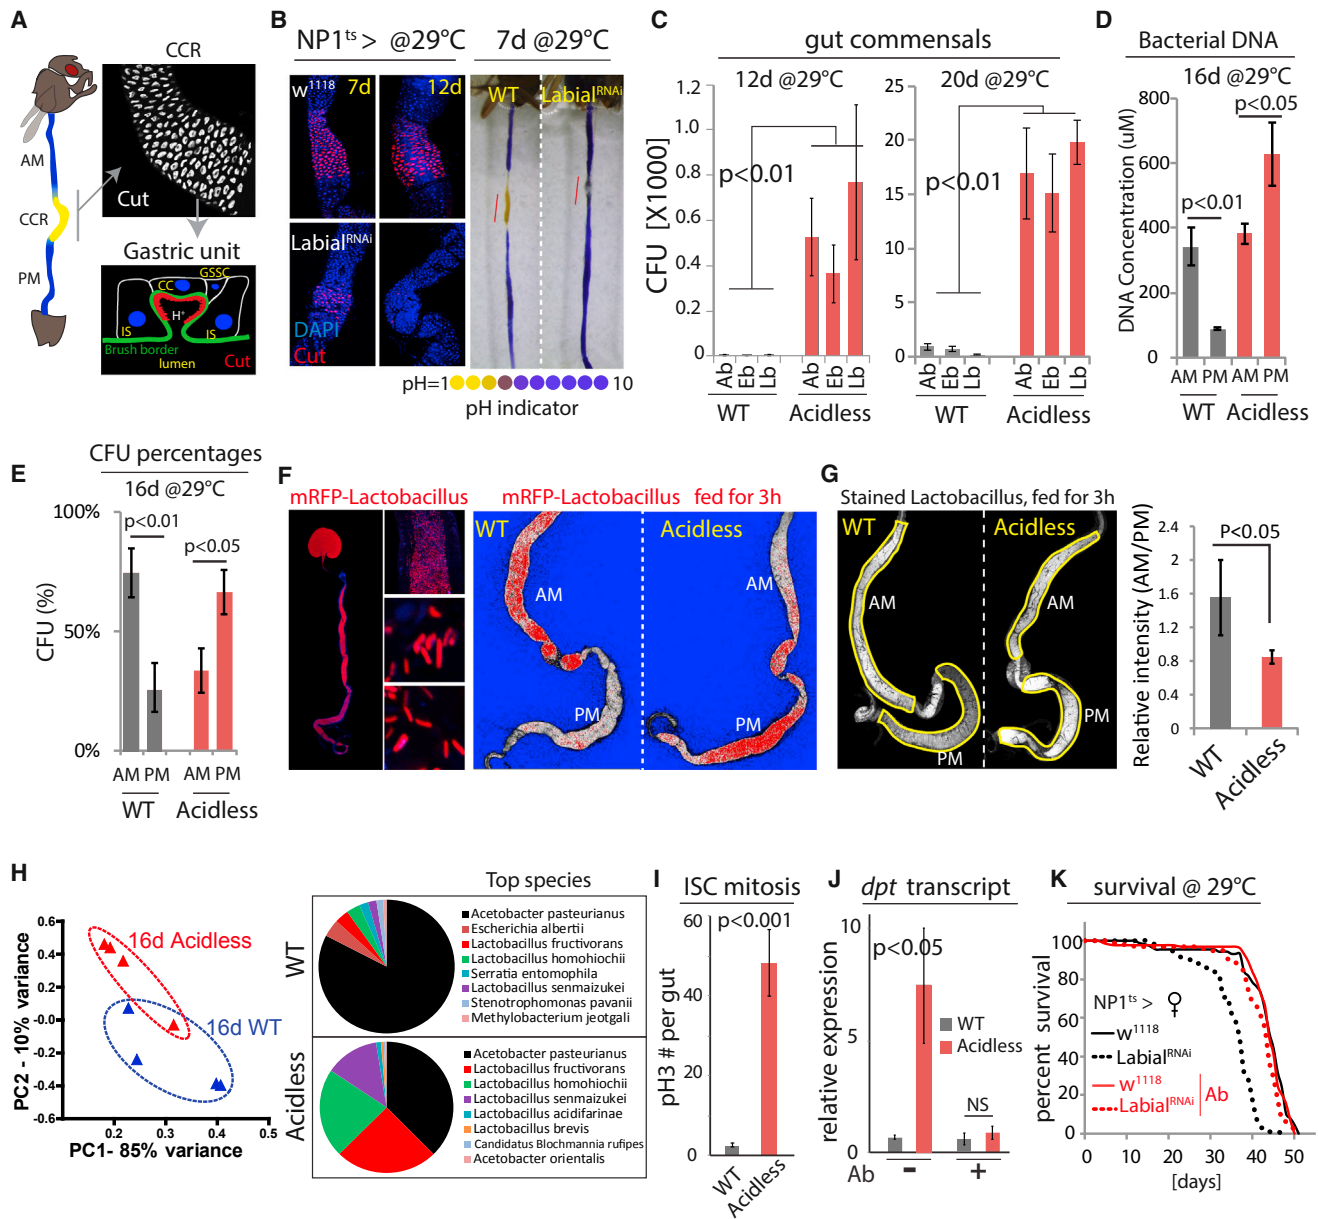 A
CCR
AM
CCR
PM
Cut
Gastric unit
GSSC
CC
H+
IS
IS
Brush border
lumen
Cut
B
NP1ts > @29°C
7d @29°C
w1118
7d
12d
WT
LabialRNAi
LabialRNAi
DAPI
Cut
pH=1
10
pH indicator
C
gut commensals
12d @29°C
20d @29°C
CFU [X1000]
1.2
1.0
0.8
0.6
0.4
0.2
0
p<0.01
Ab
Eb
Lb
Ab
Eb
Lb
WT
Acidless
25
20
15
10
5
0
p<0.01
Ab
Eb
Lb
Ab
Eb
Lb
WT
Acidless
D
Bacterial DNA
16d @29°C
DNA Concentration (uM)
800
600
400
200
0
p<0.05
p<0.01
AM PM AM PM
WT
Acidless
E
CFU percentages
16d @29°C
CFU (%)
100%
50%
0%
p<0.01
p<0.05
AM PM AM PM
WT
Acidless
F
mRFP-Lactobacillus
mRFP-Lactobacillus fed for 3h
WT
Acidless
AM
PM
AM
PM
G
Stained Lactobacillus, fed for 3h
WT
Acidless
AM
PM
PM
Relative intensity (AM/PM)
2.4
2
1.6
1.2
0.8
0.4
0
P<0.05
WT
Acidless
H
PC2 - 10% variance
0.6
0.4
0.2
-0.0
-0.2
-0.4
-0.6
16d Acidless
16d WT
0.2
0.3
0.4
0.5
PC1- 85% variance
Top species
WT
Acetobacter pasteurianus
Escherichia albertii
Lactobacillus fructivorans
Lactobacillus homohiochii
Serratia entomophila
Lactobacillus senmaizukei
Stenotrophomonas pavanii
Methylobacterium jeotgali
Acidless
Acetobacter pasteurianus
Lactobacillus fructivorans
Lactobacillus homohiochii
Lactobacillus senmaizukei
Lactobacillus acidifarinae
Lactobacillus brevis
Candidatus Blochmannia rufipes
Acetobacter orientalis
I
ISC mitosis
pH3 # per gut
60
40
20
0
p<0.001
WT
Acidless
J
dpt transcript
relative expression
10
5
0
p<0.05
WT
Acidless
NS
Ab - +
K
survival @ 29°C
percent survival
100
80
60
40
20
0
NP1ts > ♀
w1118
LabialRNAi
w1118
LabialRNAi
Ab
0 10 20 30 40 50
[days]